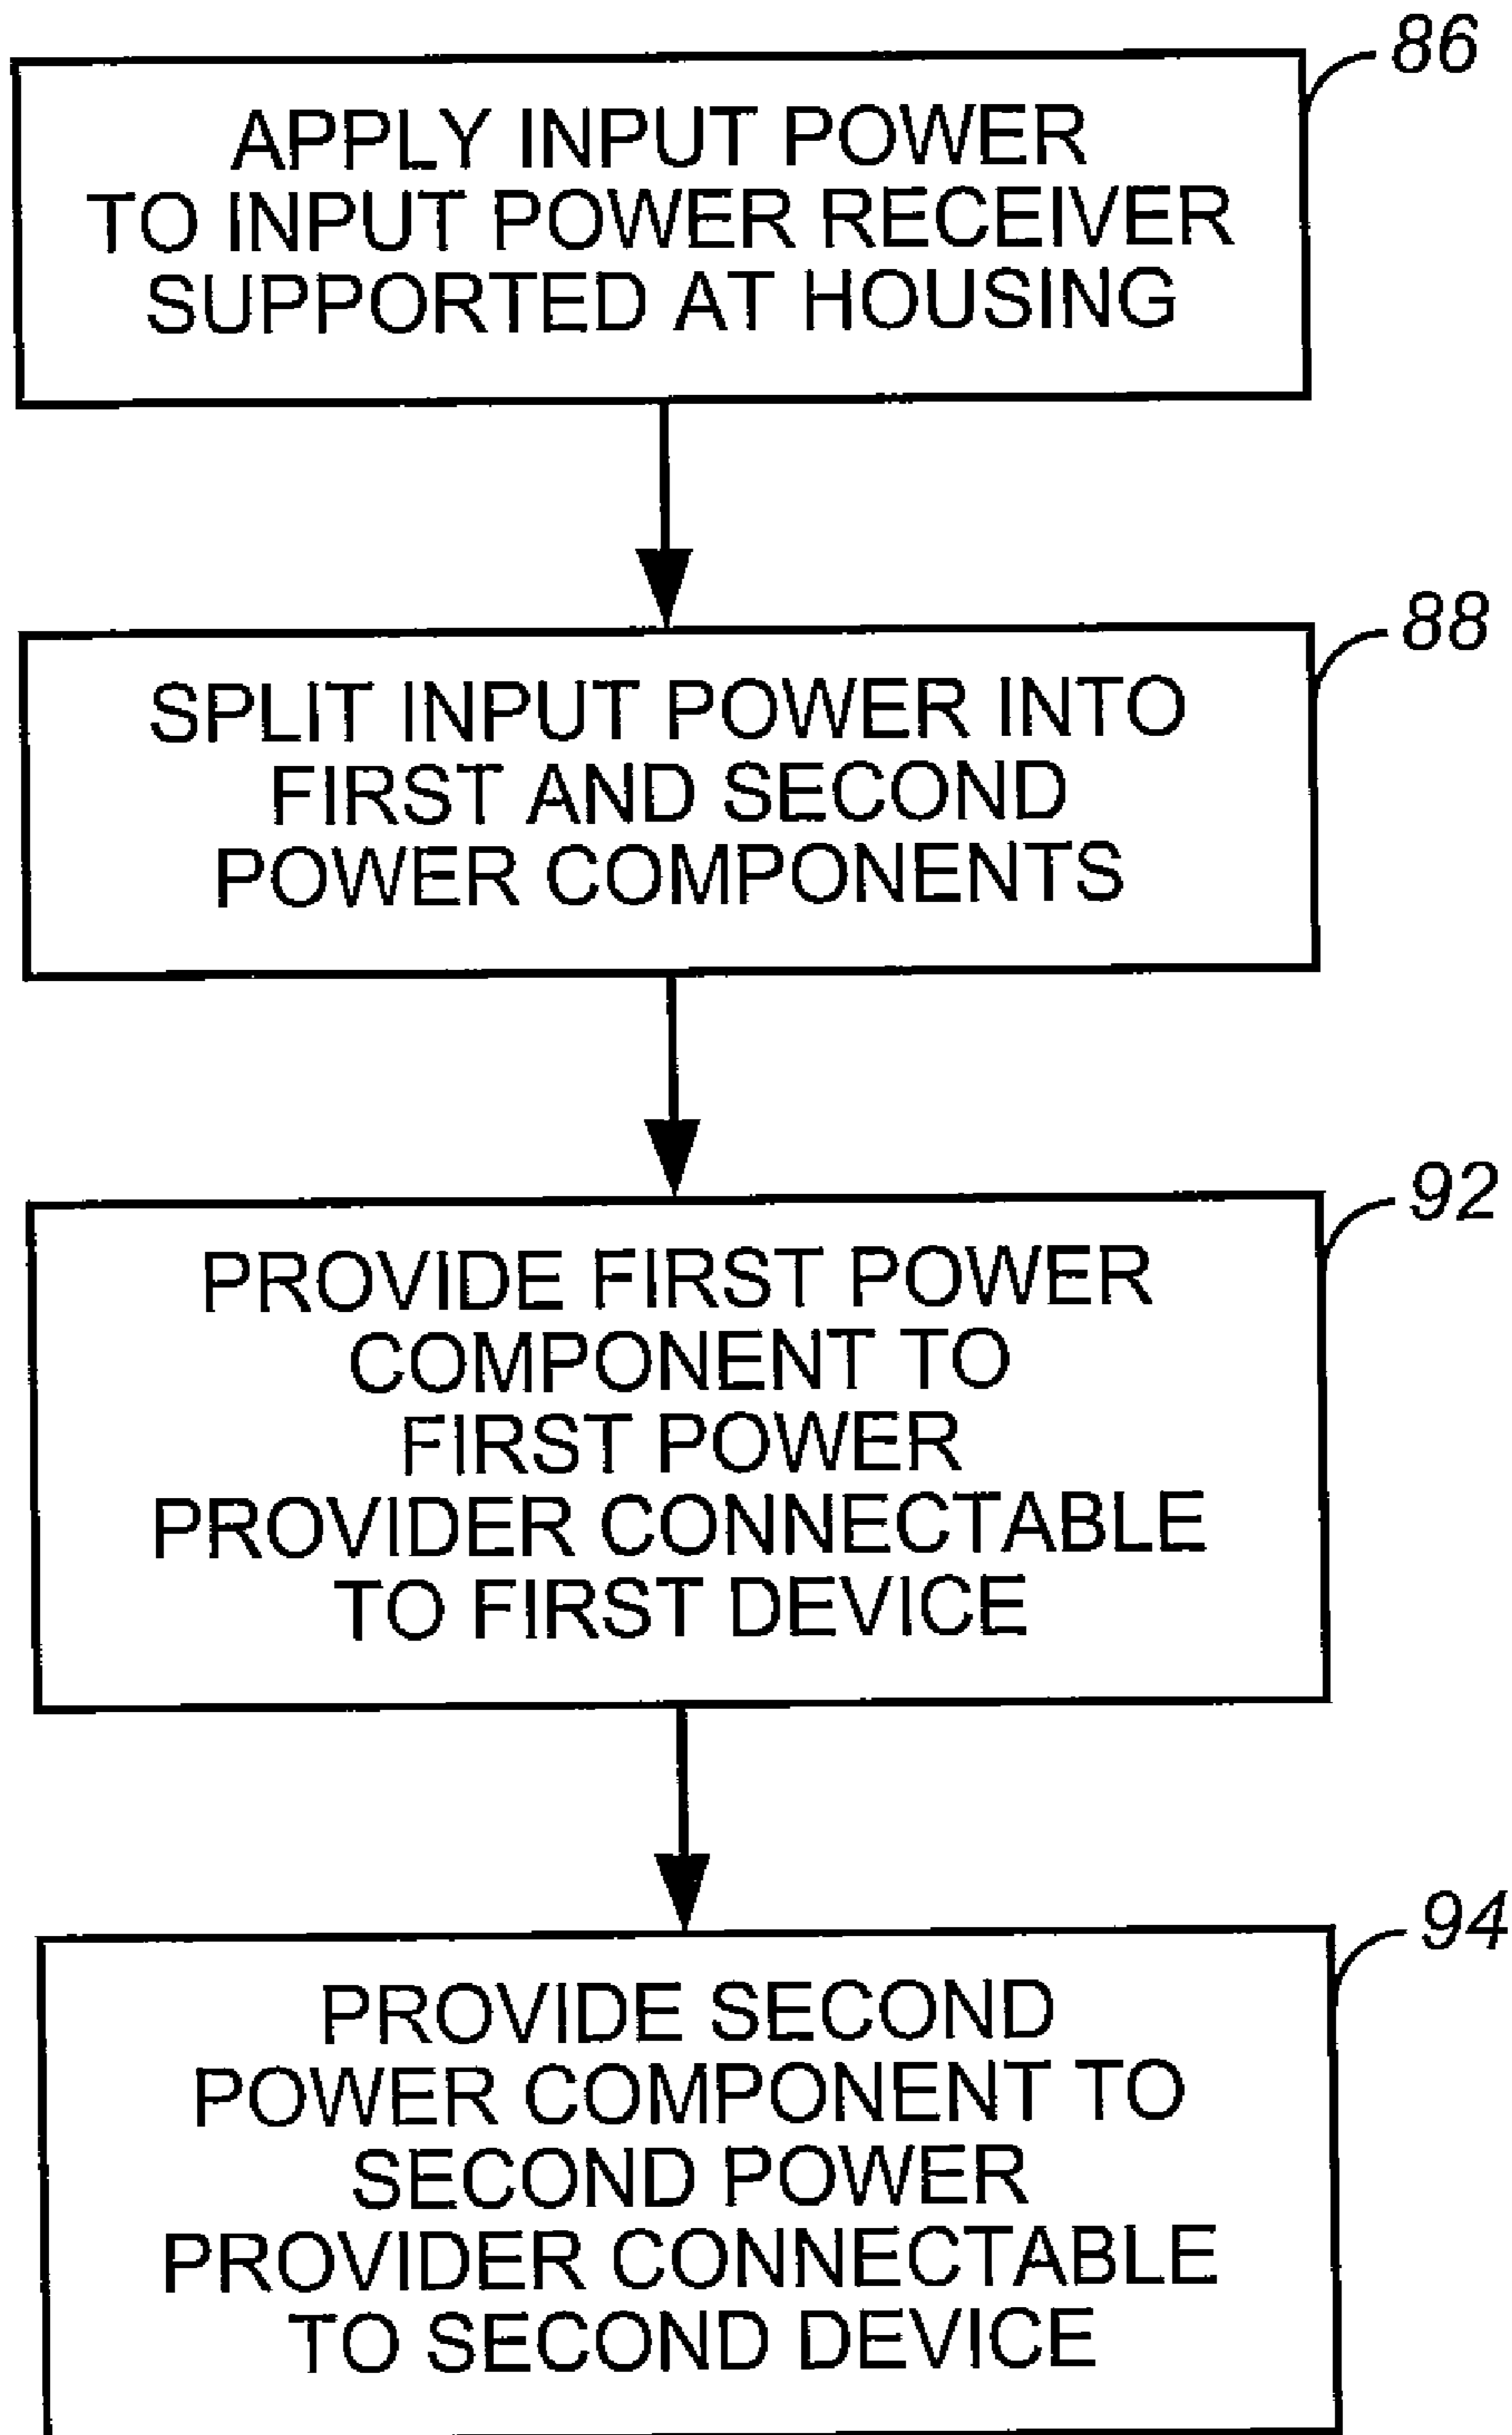 86
APPLY INPUT POWER
TO INPUT POWER RECEIVER
SUPPORTED AT HOUSING
88
SPLIT INPUT POWER INTO
FIRST AND SECOND
POWER COMPONENTS
92
PROVIDE FIRST POWER
COMPONENT TO
FIRST POWER
PROVIDER CONNECTABLE
TO FIRST DEVICE
94
PROVIDE SECOND
POWER COMPONENT TO
SECOND POWER
PROVIDER CONNECTABLE
TO SECOND DEVICE